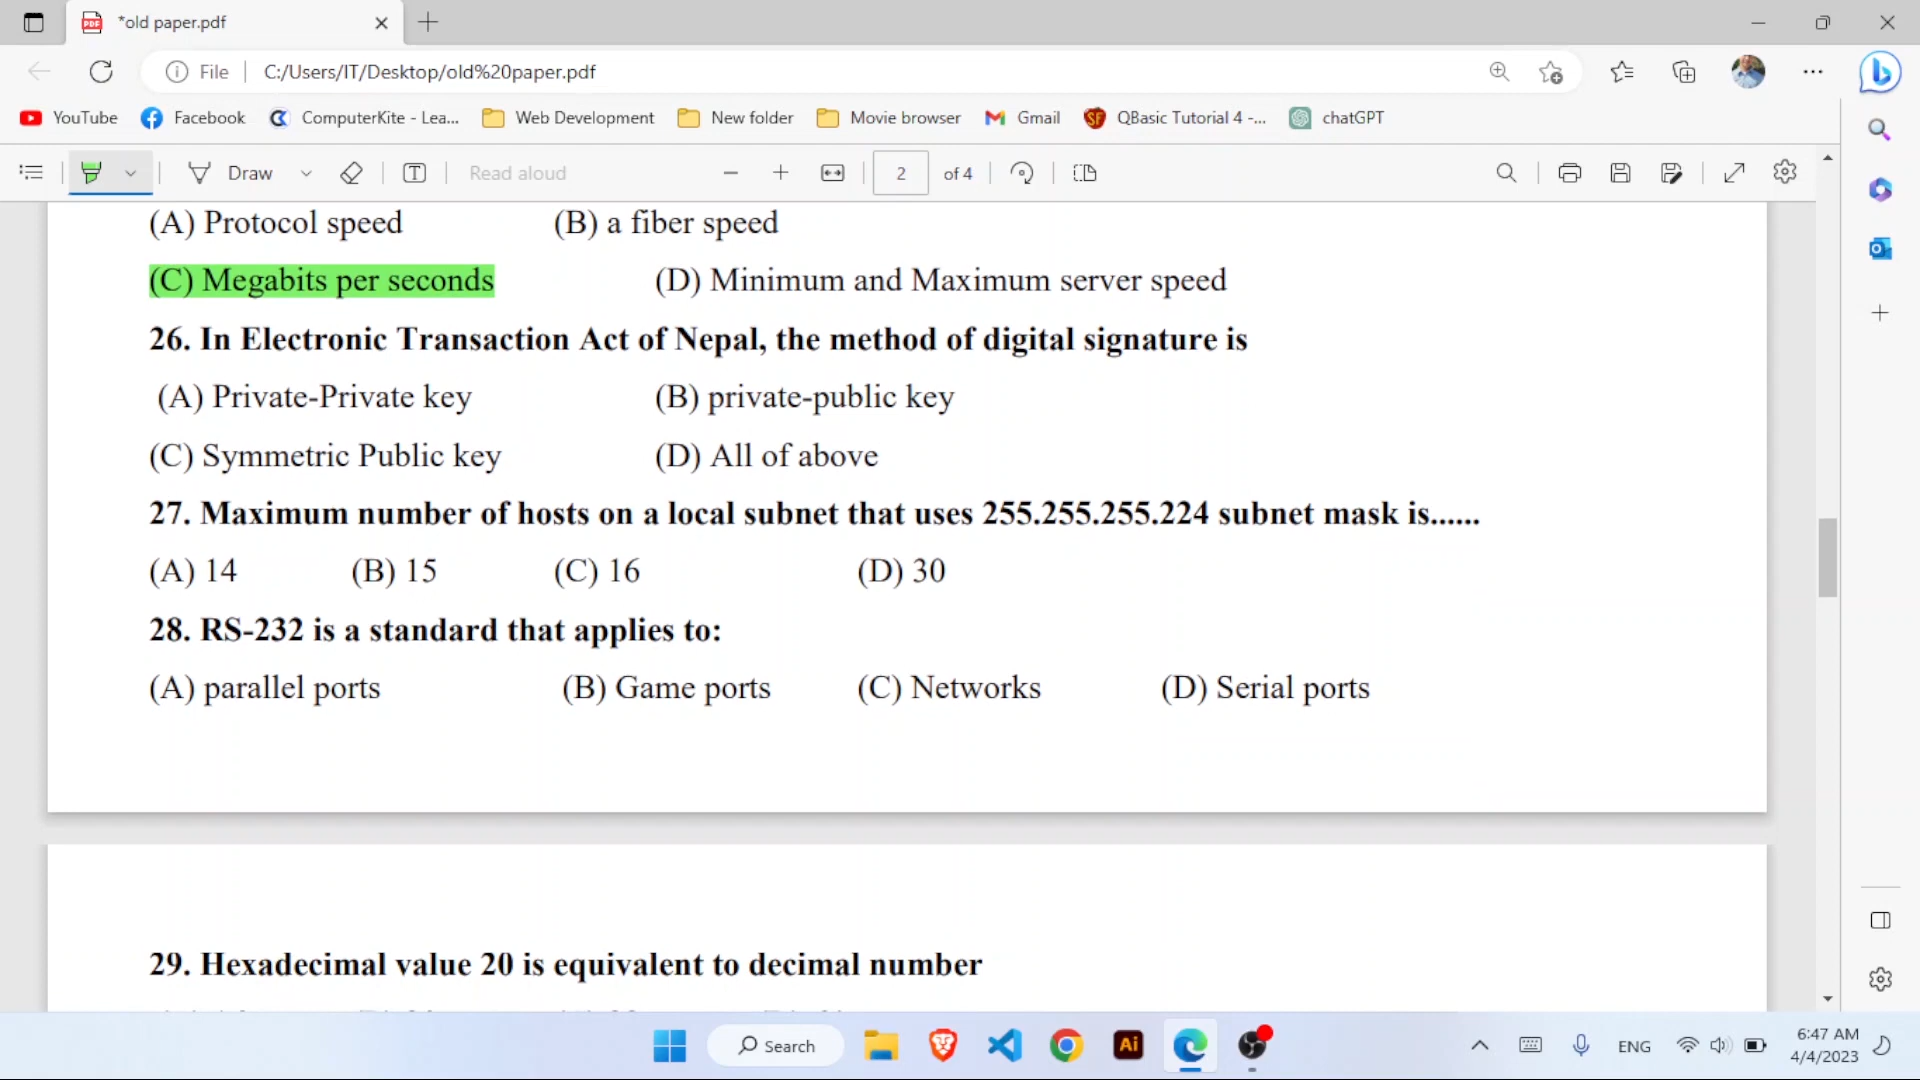 *old paper.pdf
File C:/Users/IT/Desktop/old%20paper.pdf
YouTube Facebook ComputerKite - Lea... Web Development New folder Movie browser Gmail QBasic Tutorial 4 -... chatGPT
Draw Read aloud 2 of 4
(A) Protocol speed (B) a fiber speed
(C) Megabits per seconds (D) Minimum and Maximum server speed
26. In Electronic Transaction Act of Nepal, the method of digital signature is
(A) Private-Private key (B) private-public key
(C) Symmetric Public key (D) All of above
27. Maximum number of hosts on a local subnet that uses 255.255.255.224 subnet mask is......
(A) 14 (B) 15 (C) 16 (D) 30
28. RS-232 is a standard that applies to:
(A) parallel ports (B) Game ports (C) Networks (D) Serial ports
29. Hexadecimal value 20 is equivalent to decimal number
Search Ai ENG 6:47 AM
4/4/2023